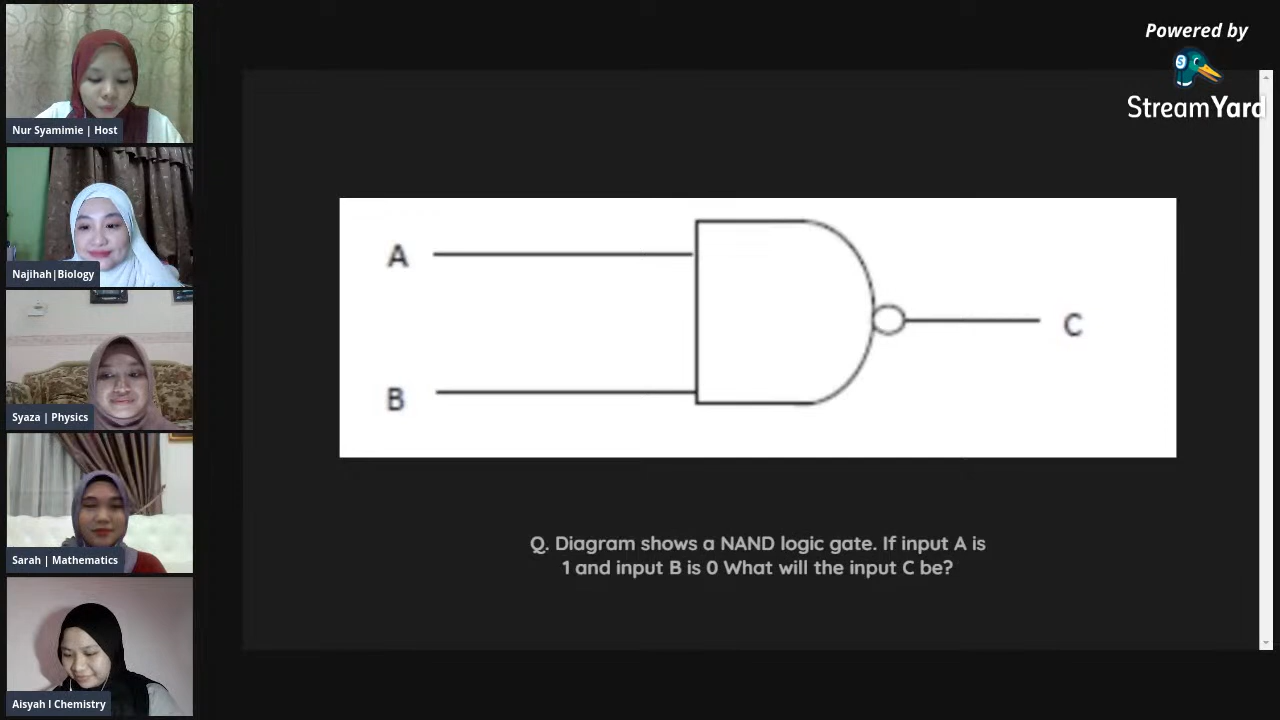 Powered by
StreamYard
Nur Syamimie | Host
Najihah|Biology
Syaza | Physics
Sarah | Mathematics
Aisyah I Chemistry
A
B
C
Q. Diagram shows a NAND logic gate. If input A is
1 and input B is 0 What will the input C be?